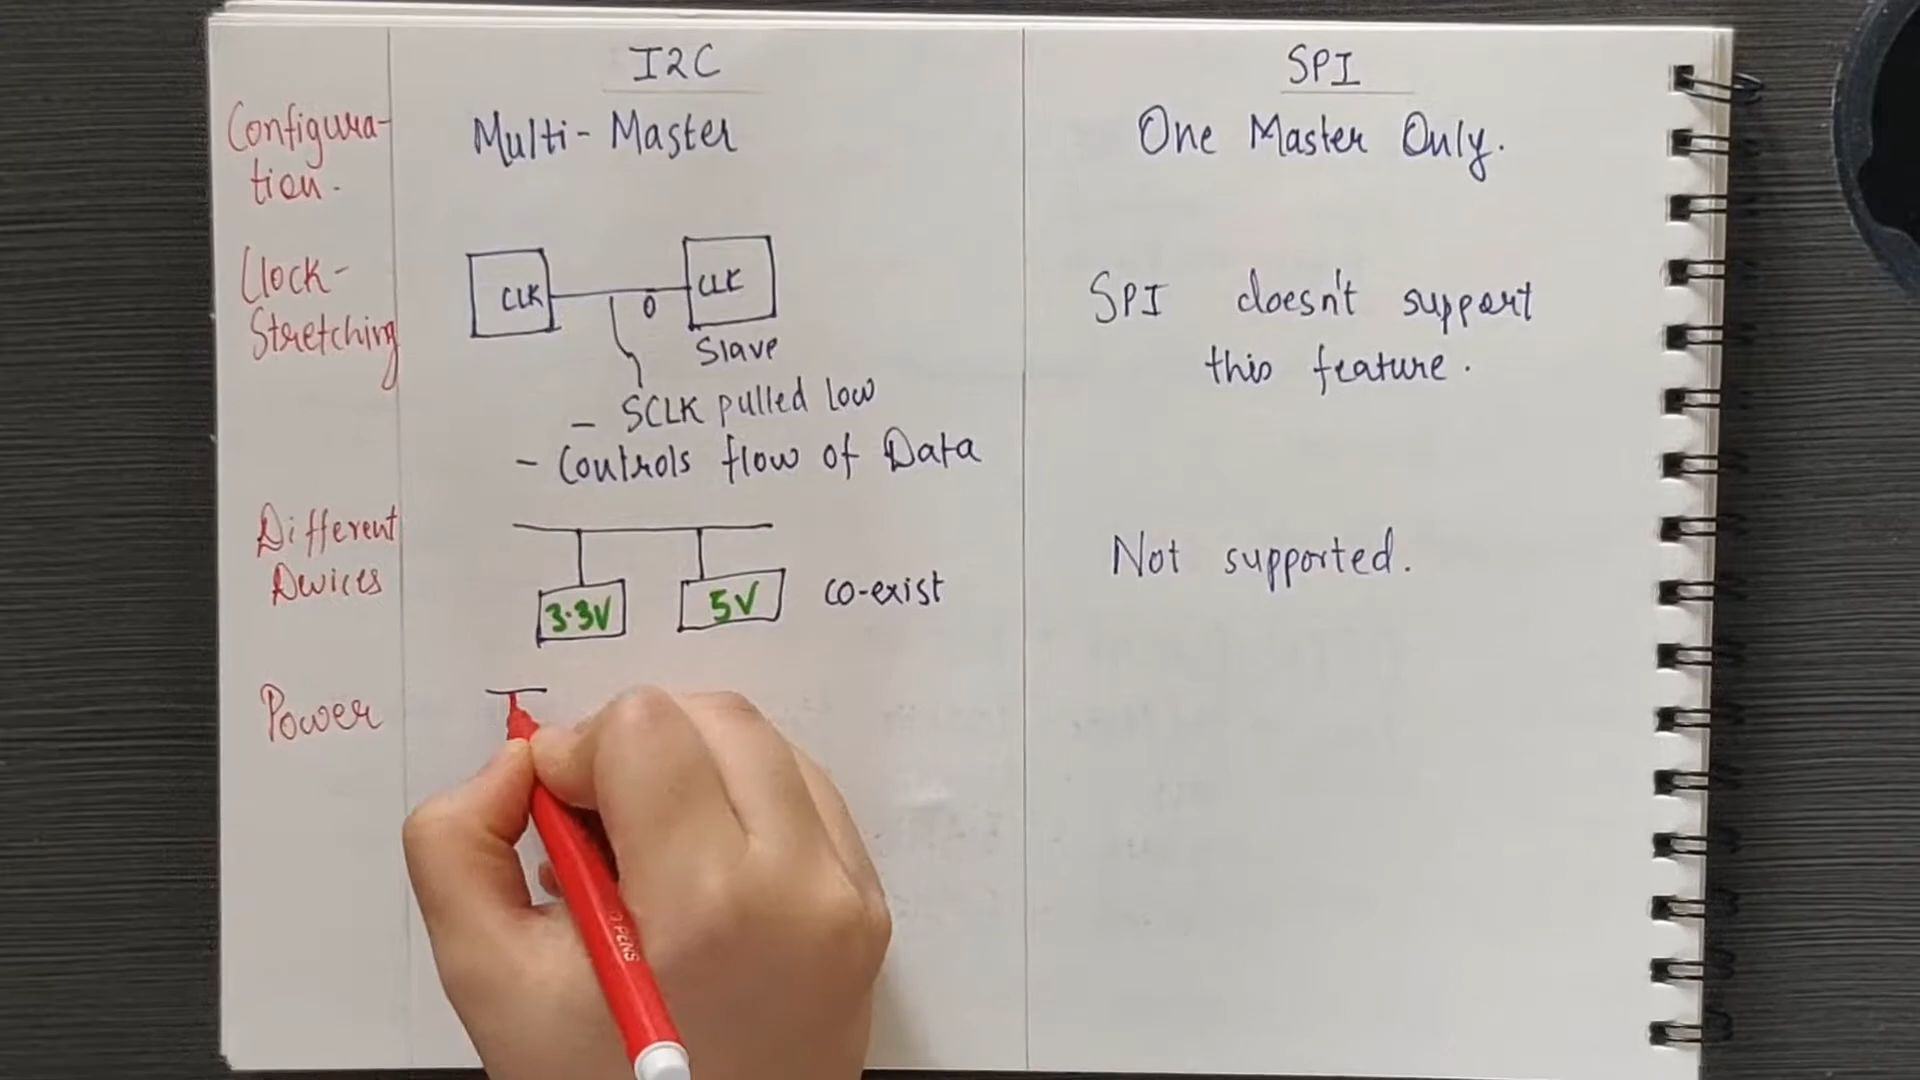 I2C
SPI
Configura-
tion.
Multi-Master
One Master Only.
Clock-
Stretching
CLK
0
CLK
Slave
- SCLK pulled low
- Controls flow of Data
SPI doesn't support
this feature.
Different
Devices
3.3V
5V
co-exist
Not supported.
Power
PENS